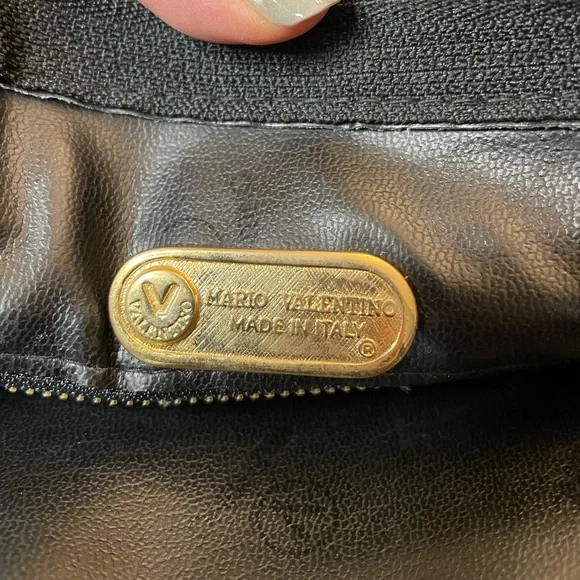 V
VALENTINO
MARIO VALENTINO
MADE IN ITALY
®